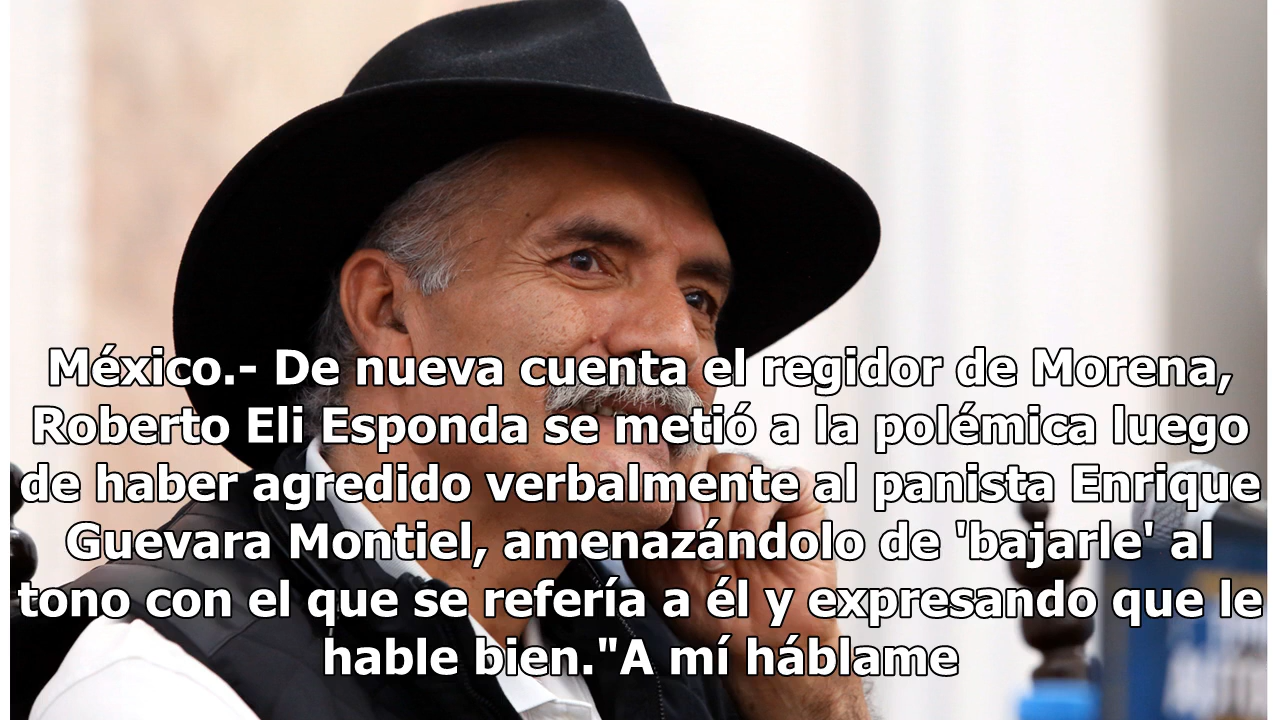 México.- De nueva cuenta el regidor de Morena,
Roberto Eli Esponda se metió a la polémica luego
de haber agredido verbalmente al panista Enrique
Guevara Montiel, amenazándolo de 'bajarle' al
tono con el que se refería a él y expresando que le
hable bien."A mí háblame